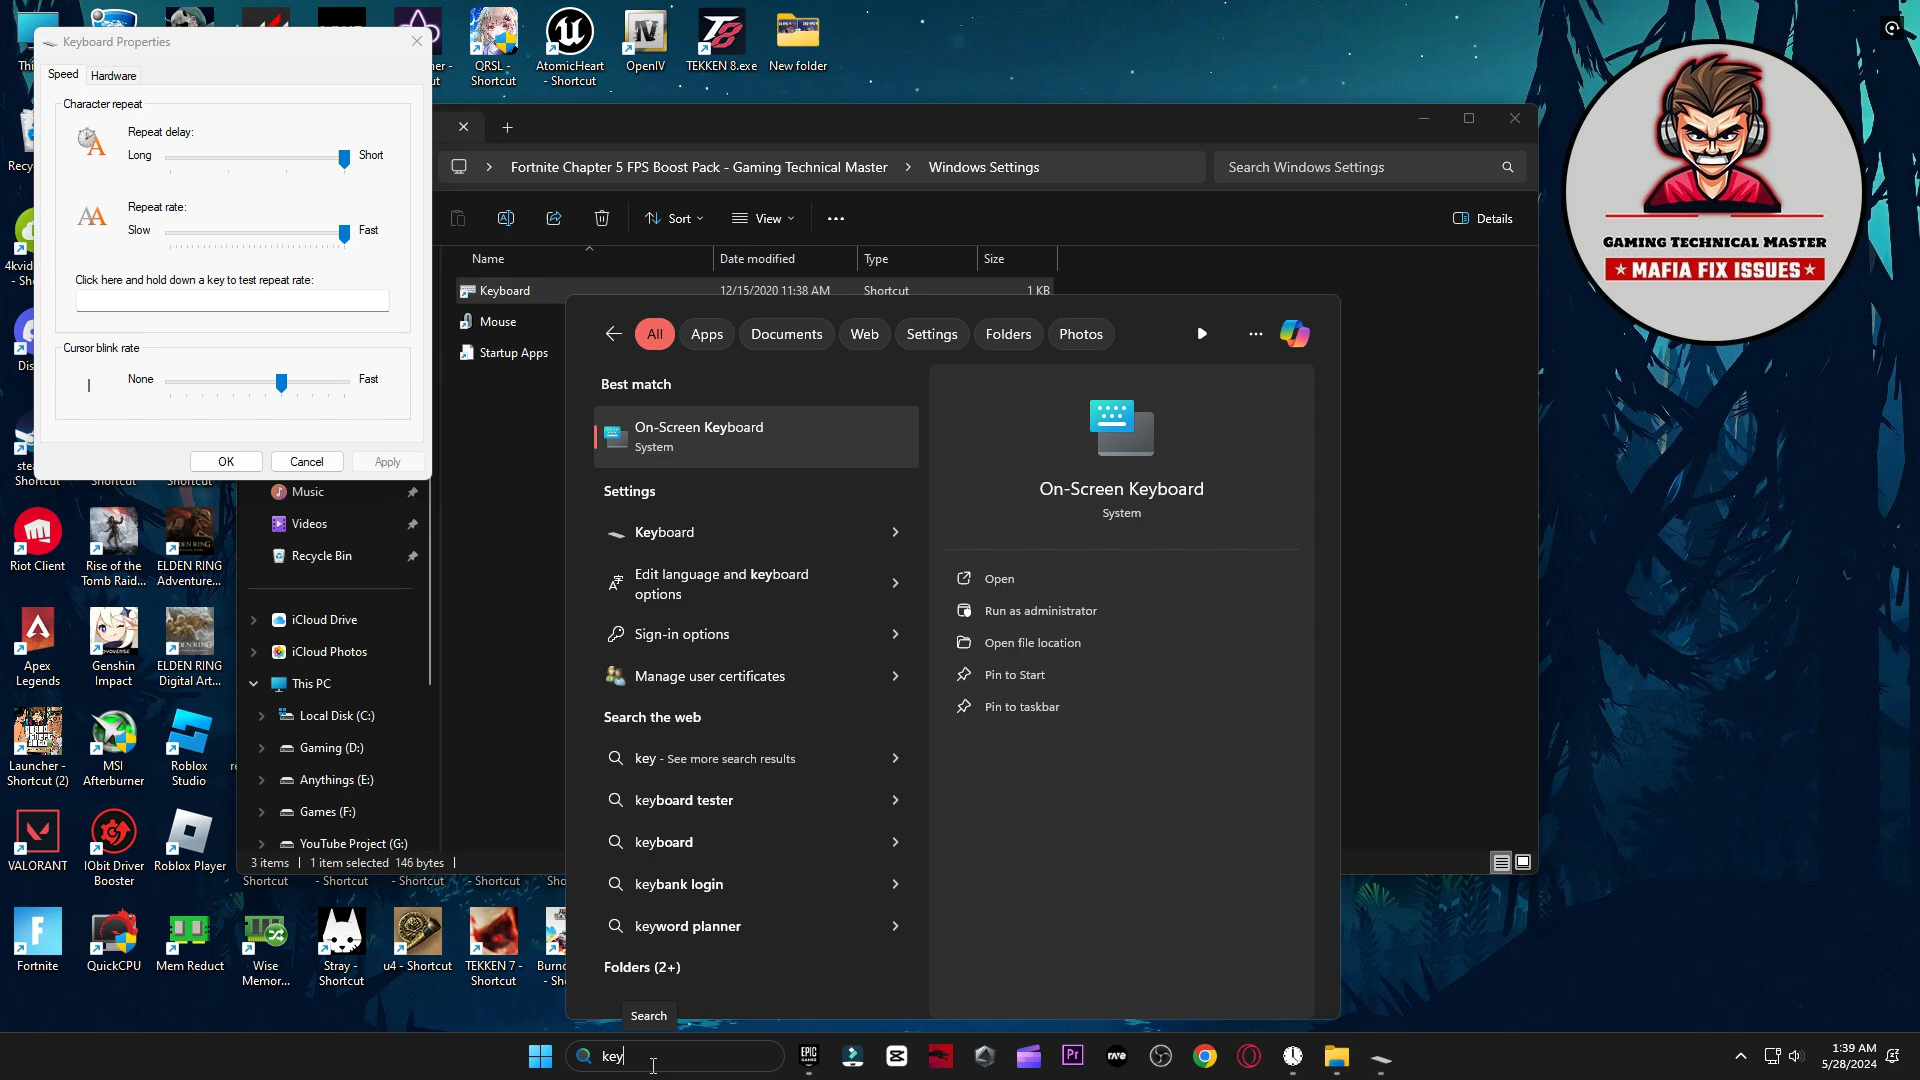 Keyboard Properties
Speed
Hardware
Character repeat
Repeat delay:
Long
Short
Repeat rate:
Slow
Fast
Click here and hold down a key to test repeat rate:
Cursor blink rate
None
Fast
OK
Cancel
Apply
QRSL -
Shortcut
AtomicHeart
- Shortcut
OpenIV
TEKKEN 8.exe
New folder
Fortnite Chapter 5 FPS Boost Pack - Gaming Technical Master
Windows Settings
Search Windows Settings
Sort
View
Details
Name
Date modified
Type
Size
Keyboard
12/15/2020 11:38 AM
Shortcut
1 KB
Mouse
Startup Apps
GAMING TECHNICAL MASTER
MAFIA FIX ISSUES
All
Apps
Documents
Web
Settings
Folders
Photos
Best match
On-Screen Keyboard
System
Settings
Keyboard
Edit language and keyboard
options
Sign-in options
Manage user certificates
Search the web
key - See more search results
keyboard tester
keyboard
keybank login
keyword planner
Folders (2+)
On-Screen Keyboard
System
Open
Run as administrator
Open file location
Pin to Start
Pin to taskbar
Music
Videos
Recycle Bin
iCloud Drive
iCloud Photos
This PC
Local Disk (C:)
Gaming (D:)
Anythings (E:)
Games (F:)
YouTube Project (G:)
3 items
1 item selected 146 bytes
Shortcut
- Shortcut
- Shortcut
- Shortcut
Shortcut
Shortcut
Shortcut
Riot Client
Rise of the
Tomb Raid...
ELDEN RING
Adventure...
Apex
Legends
Genshin
Impact
ELDEN RING
Digital Art...
Launcher -
Shortcut (2)
MSI
Afterburner
Roblox
Studio
VALORANT
IObit Driver
Booster
Roblox Player
Fortnite
QuickCPU
Mem Reduct
Wise
Memor...
Stray -
Shortcut
u4 - Shortcut
TEKKEN 7 -
Shortcut
Search
key
1:39 AM
5/28/2024